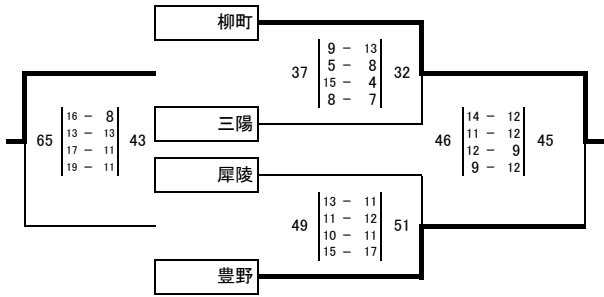 柳町
37 9 － 13 32
5 － 8
15 － 4
8 － 7
65 16 － 8 43
13 － 13
17 － 11
19 － 11
三陽
46 14 － 12 45
11 － 12
12 － 9
9 － 12
犀陵
49 13 － 11 51
11 － 12
10 － 11
15 － 17
豊野